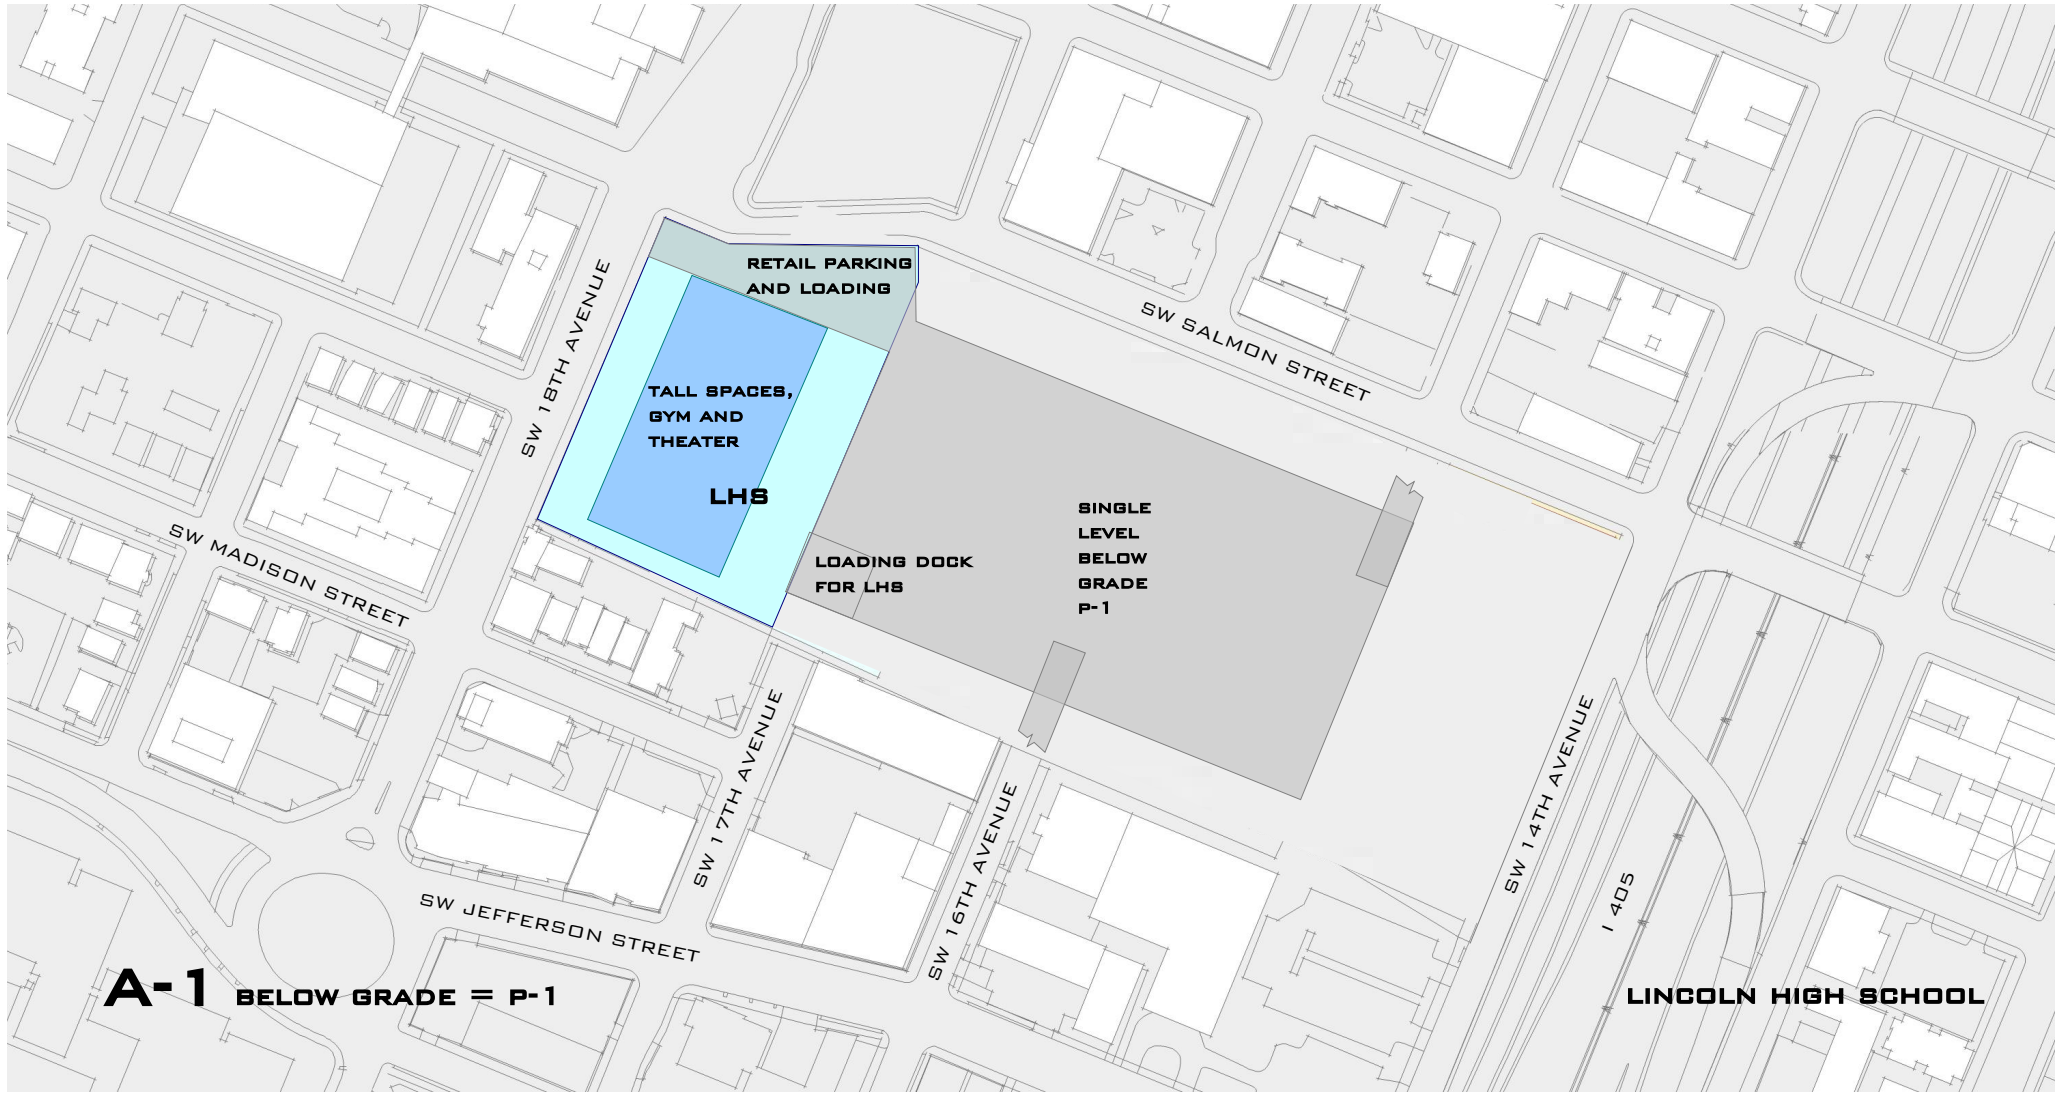 RETAIL PARKING
AND LOADING
SW 18TH AVENUE
SW SALMON STREET
TALL SPACES,
GYM AND
THEATER
LHS
LOADING DOCK
FOR LHS
SINGLE
LEVEL
BELOW
GRADE
P-1
SW MADISON STREET
SW 17TH AVENUE
SW 16TH AVENUE
SW 14TH AVENUE
I 405
SW JEFFERSON STREET
A-1 BELOW GRADE = P-1
LINCOLN HIGH SCHOOL